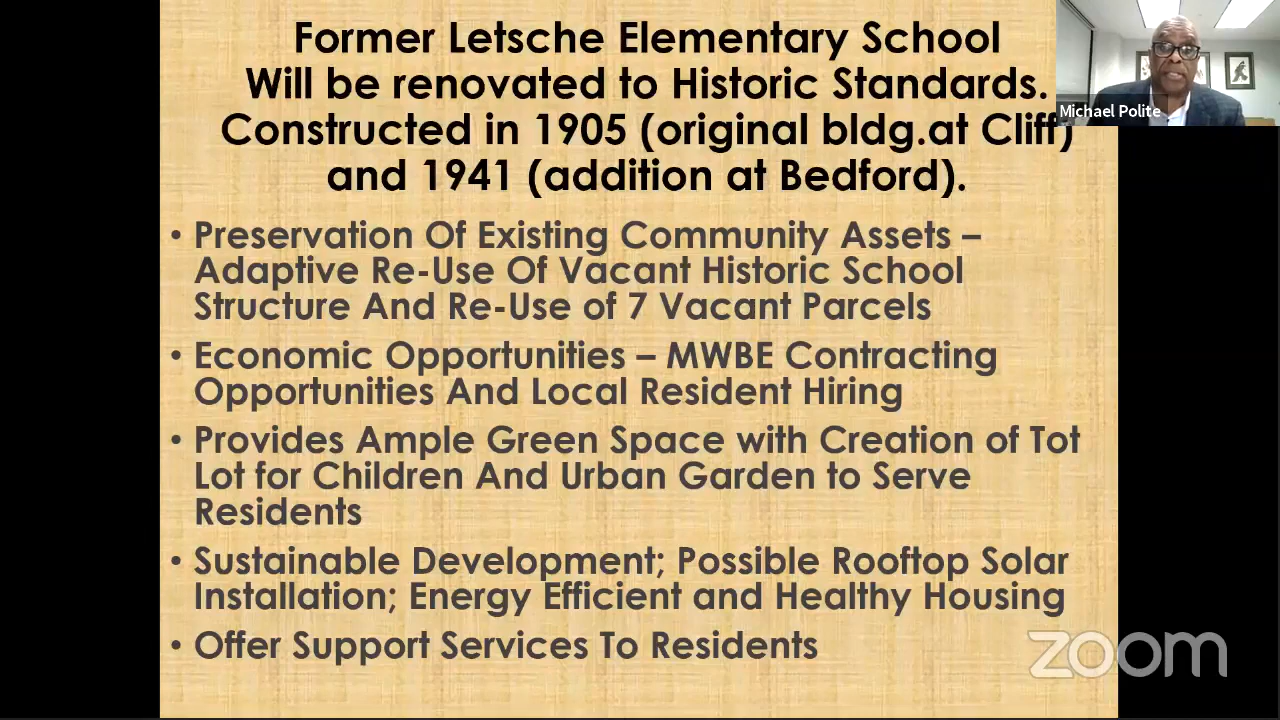 Former Letsche Elementary School
Will be renovated to Historic Standards.
Constructed in 1905 (original bldg.at Cliff)
and 1941 (addition at Bedford).
Michael Polite
• Preservation Of Existing Community Assets –
Adaptive Re-Use Of Vacant Historic School
Structure And Re-Use of 7 Vacant Parcels
• Economic Opportunities – MWBE Contracting
Opportunities And Local Resident Hiring
• Provides Ample Green Space with Creation of Tot
Lot for Children And Urban Garden to Serve
Residents
• Sustainable Development; Possible Rooftop Solar
Installation; Energy Efficient and Healthy Housing
• Offer Support Services To Residents
zoom